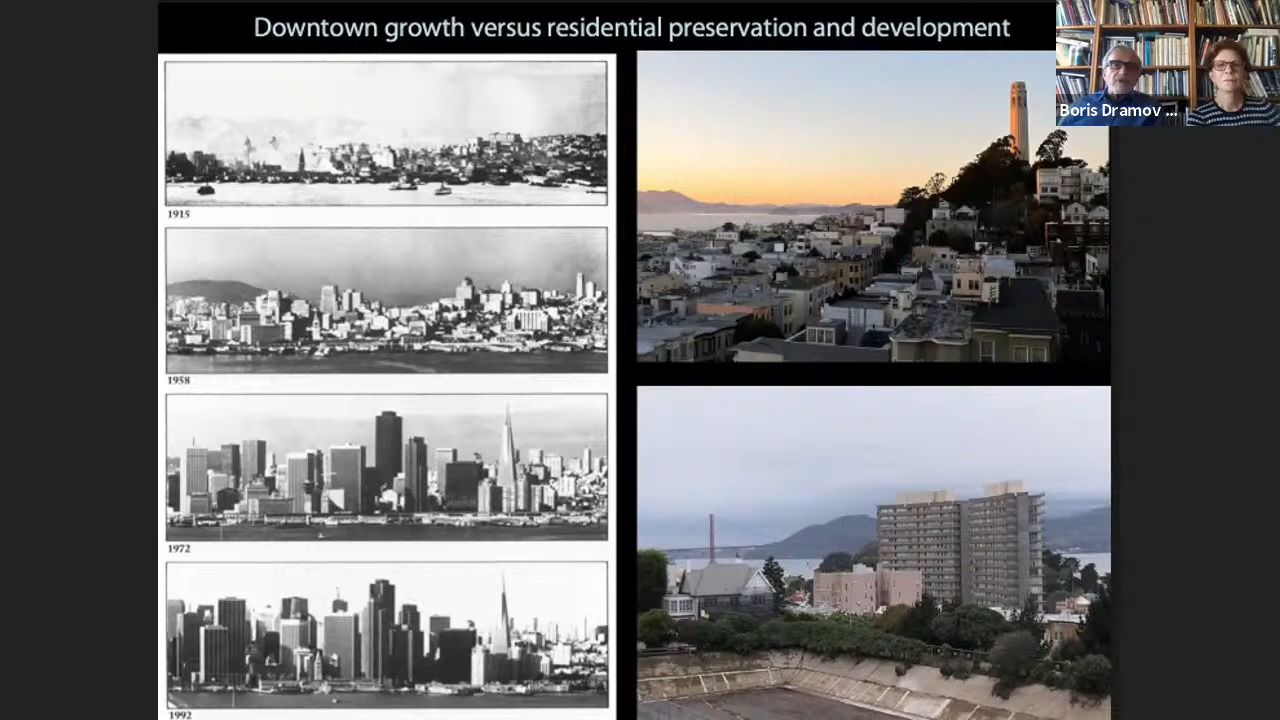 Downtown growth versus residential preservation and development
Boris Dramov ...
1915
1958
1972
1992